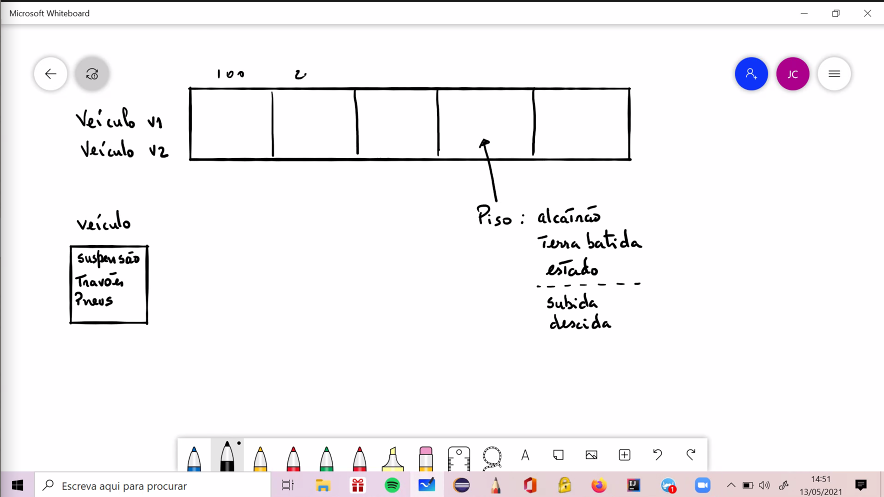 Microsoft Whiteboard
JC
100 2
Veículo v1
Veículo v2
Piso: alcatrão
Terra batida
estado
subida
descida
veículo
suspensão
Travões
Pneus
A
Escreva aqui para procurar
14:51
13/05/2021